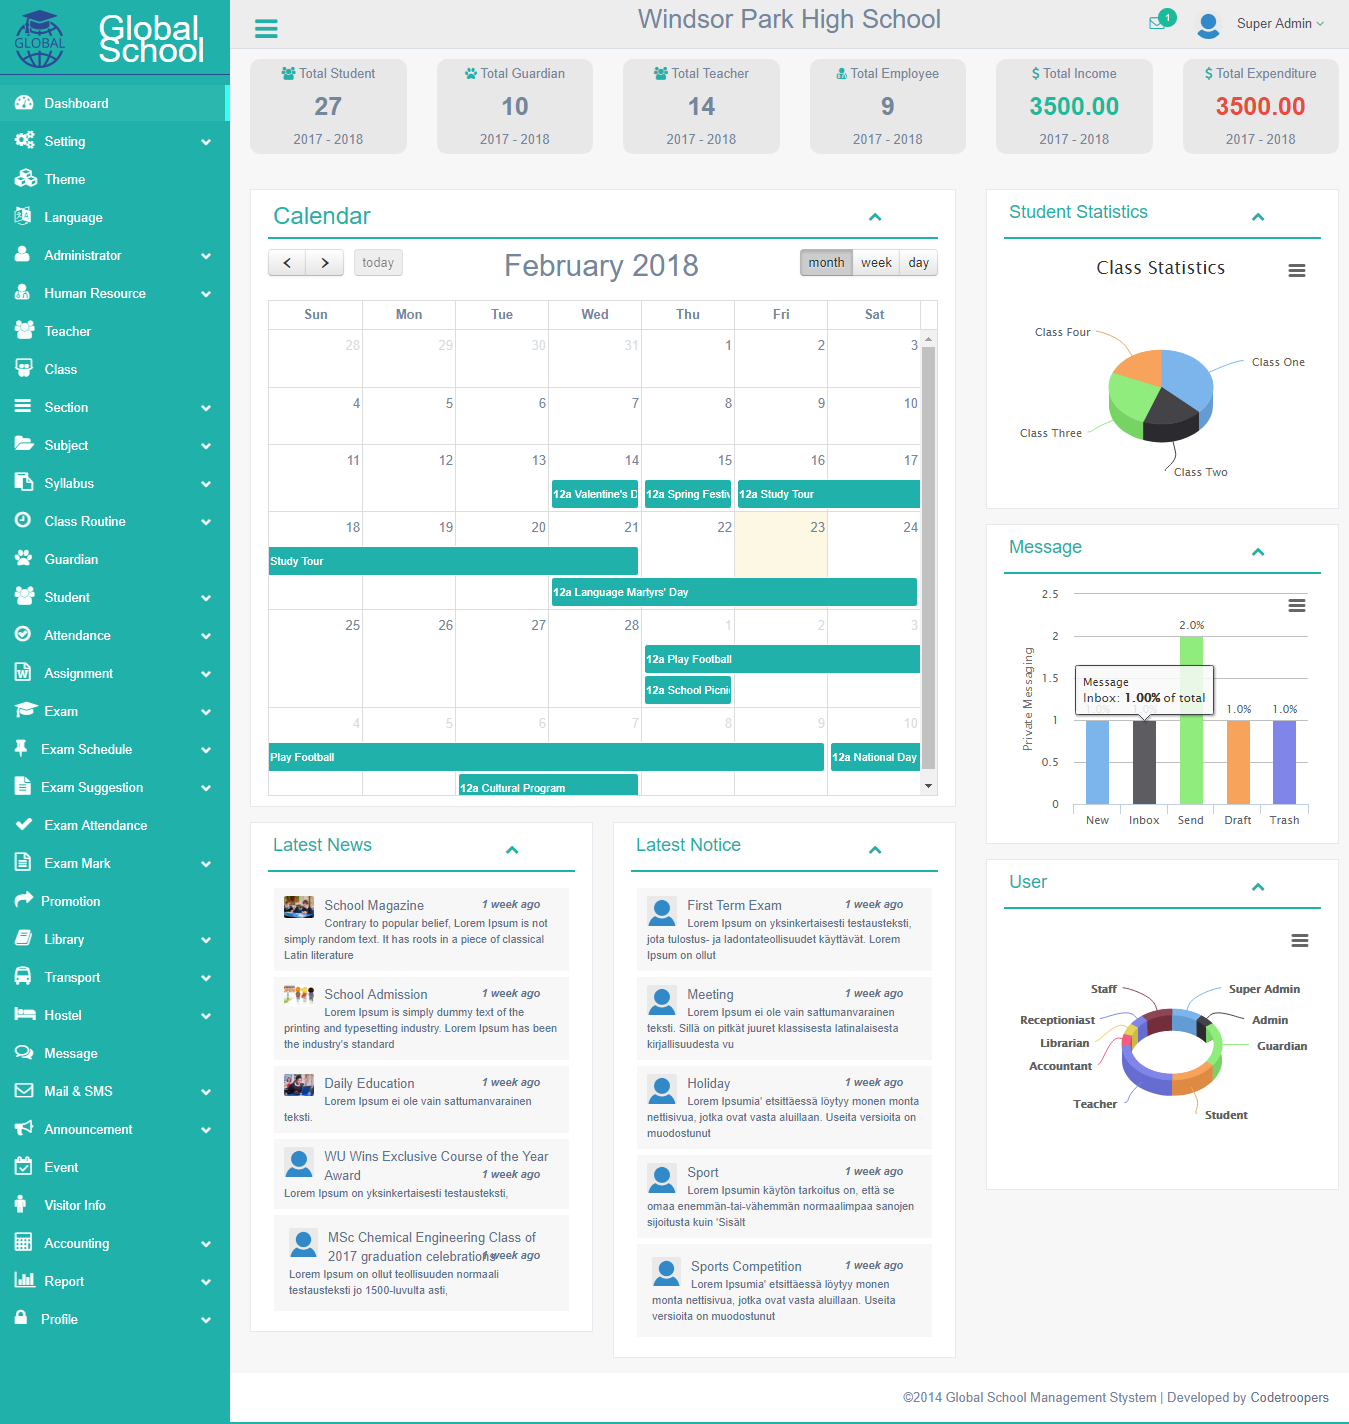 GLOBAL
Global
School
Windsor Park High School
1
Super Admin
Dashboard
Setting
Theme
Language
Administrator
Human Resource
Teacher
Class
Section
Subject
Syllabus
Class Routine
Guardian
Student
Attendance
Assignment
Exam
Exam Schedule
Exam Suggestion
Exam Attendance
Exam Mark
Promotion
Library
Transport
Hostel
Message
Mail & SMS
Announcement
Event
Visitor Info
Accounting
Report
Profile
Total Student
27
2017 - 2018
Total Guardian
10
2017 - 2018
Total Teacher
14
2017 - 2018
Total Employee
9
2017 - 2018
$ Total Income
3500.00
2017 - 2018
$ Total Expenditure
3500.00
2017 - 2018
Calendar
today
February 2018
month week day
Sun Mon Tue Wed Thu Fri Sat
28 29 30 31 1 2 3
4 5 6 7 8 9 10
11 12 13 14 15 16 17
12a Valentine's D 12a Spring Festiv 12a Study Tour
18 19 20 21 22 23 24
Study Tour
12a Language Martyrs' Day
25 26 27 28 1 2 3
12a Play Football
12a School Picni
4 5 6 7 8 9 10
Play Football 12a National Day
12a Cultural Program
Student Statistics
Class Statistics
Class Four
Class One
Class Three
Class Two
Message
2.5
2
1.5
1
0.5
0
Private Messaging
2.0%
Message
Inbox: 1.00% of total
1.0% 1.0% 1.0% 1.0%
New Inbox Send Draft Trash
User
Staff
Super Admin
Receptioniast
Admin
Librarian
Guardian
Accountant
Teacher
Student
Latest News
School Magazine
1 week ago
Contrary to popular belief, Lorem Ipsum is not
simply random text. It has roots in a piece of classical
Latin literature
School Admission
1 week ago
Lorem Ipsum is simply dummy text of the
printing and typesetting industry. Lorem Ipsum has been
the industry's standard
Daily Education
1 week ago
Lorem Ipsum ei ole vain sattumanvarainen
teksti.
WU Wins Exclusive Course of the Year
Award
1 week ago
Lorem Ipsum on yksinkertaisesti testausteksti,
MSc Chemical Engineering Class of
2017 graduation celebrations
1 week ago
Lorem Ipsum on ollut teollisuuden normaali
testausteksti jo 1500-luvulta asti,
Latest Notice
First Term Exam
1 week ago
Lorem Ipsum on yksinkertaisesti testausteksti,
jota tulostus- ja ladontateollisuudet käyttävät. Lorem
Ipsum on ollut
Meeting
1 week ago
Lorem Ipsum ei ole vain sattumanvarainen
teksti. Sillä on pitkät juuret klassisesta latinalaisesta
kirjallisuudesta vu
Holiday
1 week ago
Lorem Ipsumia' etsittäessä löytyy monen monta
nettisivua, jotka ovat vasta aluillaan. Useita versioita on
muodostunut
Sport
1 week ago
Lorem Ipsumin käytön tarkoitus on, että se
omaa enemmän-tai-vähemmän normaalimpaa sanojen
sijoitusta kuin 'Sisält
Sports Competition
1 week ago
Lorem Ipsumia' etsittäessä löytyy monen
monta nettisivua, jotka ovat vasta aluillaan. Useita
versioita on muodostunut
©2014 Global School Management Stystem | Developed by Codetroopers